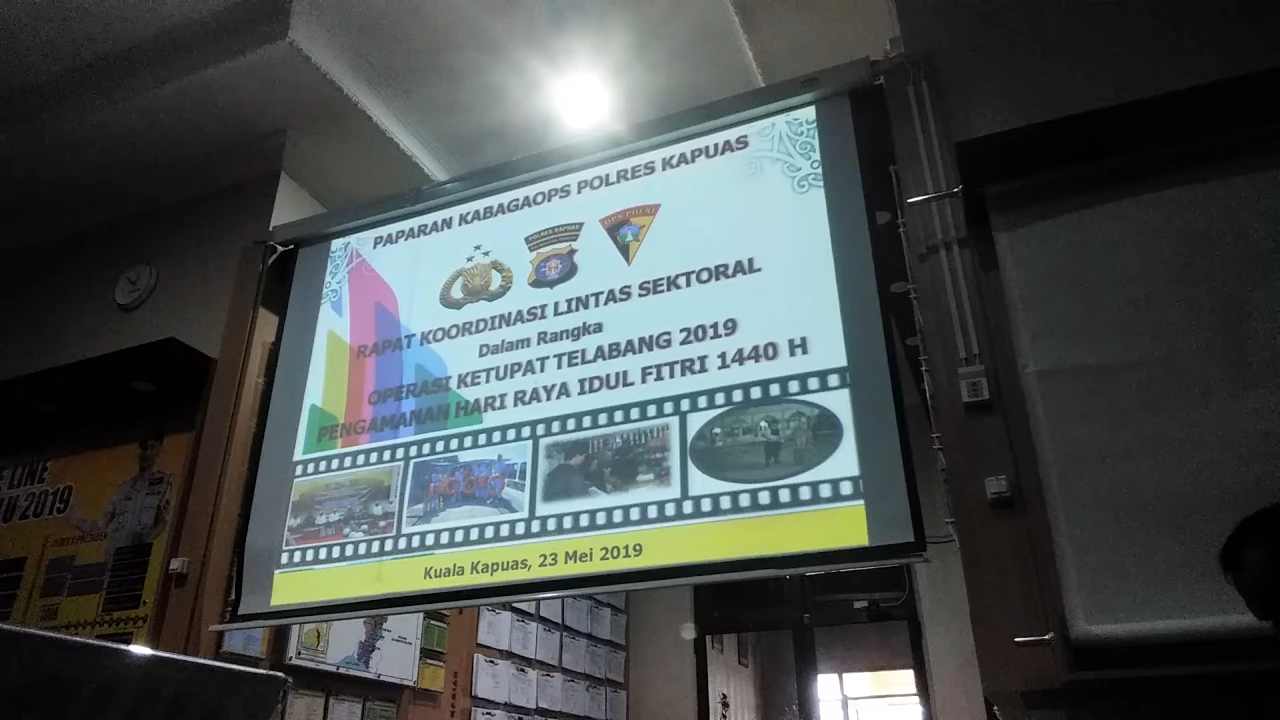 PAPARAN KABAGAOPS POLRES KAPUAS
POLRES KAPUAS
OPS POLRI
RAPAT KOORDINASI LINTAS SEKTORAL
Dalam Rangka
OPERASI KETUPAT TELABANG 2019
PENGAMANAN HARI RAYA IDUL FITRI 1440 H
Kuala Kapuas, 23 Mei 2019
LINE
2019